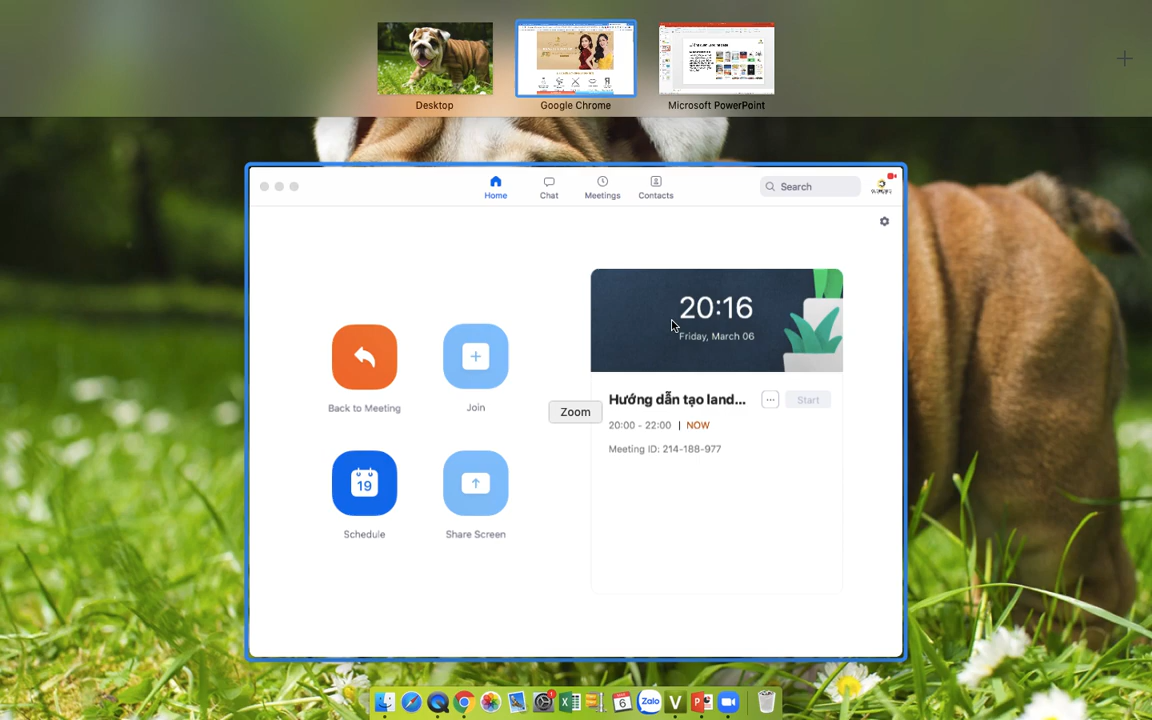 Desktop
Google Chrome
Microsoft PowerPoint
Home
Chat
Meetings
Contacts
Search
20:16
Friday, March 06
Back to Meeting
Join
Hướng dẫn tạo land...
Start
Zoom
20:00 - 22:00 | NOW
Meeting ID: 214-188-977
19
Schedule
Share Screen
6
Zalo